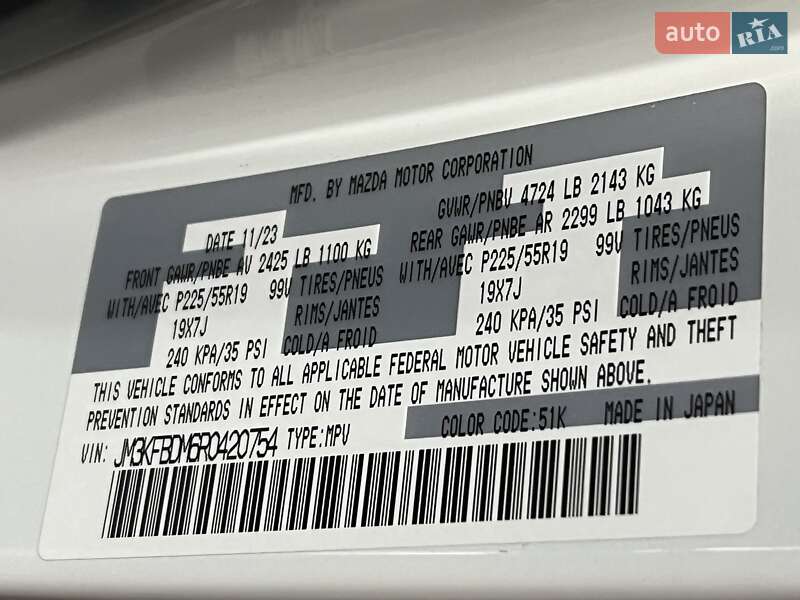 auto RIA.com
MFD. BY MAZDA MOTOR CORPORATION
DATE 11/23 GVWR/PNBV 4724 LB 2143 KG
FRONT GAWR/PNBE AV 2425 LB 1100 KG REAR GAWR/PNBE AR 2299 LB 1043 KG
WITH/AVEC P225/55R19 99V TIRES/PNEUS WITH/AVEC P225/55R19 99V TIRES/PNEUS
19X7J RIMS/JANTES 19X7J RIMS/JANTES
240 KPA/35 PSI COLD/A FROID 240 KPA/35 PSI COLD/A FROID
THIS VEHICLE CONFORMS TO ALL APPLICABLE FEDERAL MOTOR VEHICLE SAFETY AND THEFT
PREVENTION STANDARDS IN EFFECT ON THE DATE OF MANUFACTURE SHOWN ABOVE.
COLOR CODE:51K MADE IN JAPAN
VIN: JM3KFBDM6R0420754 TYPE:MPV